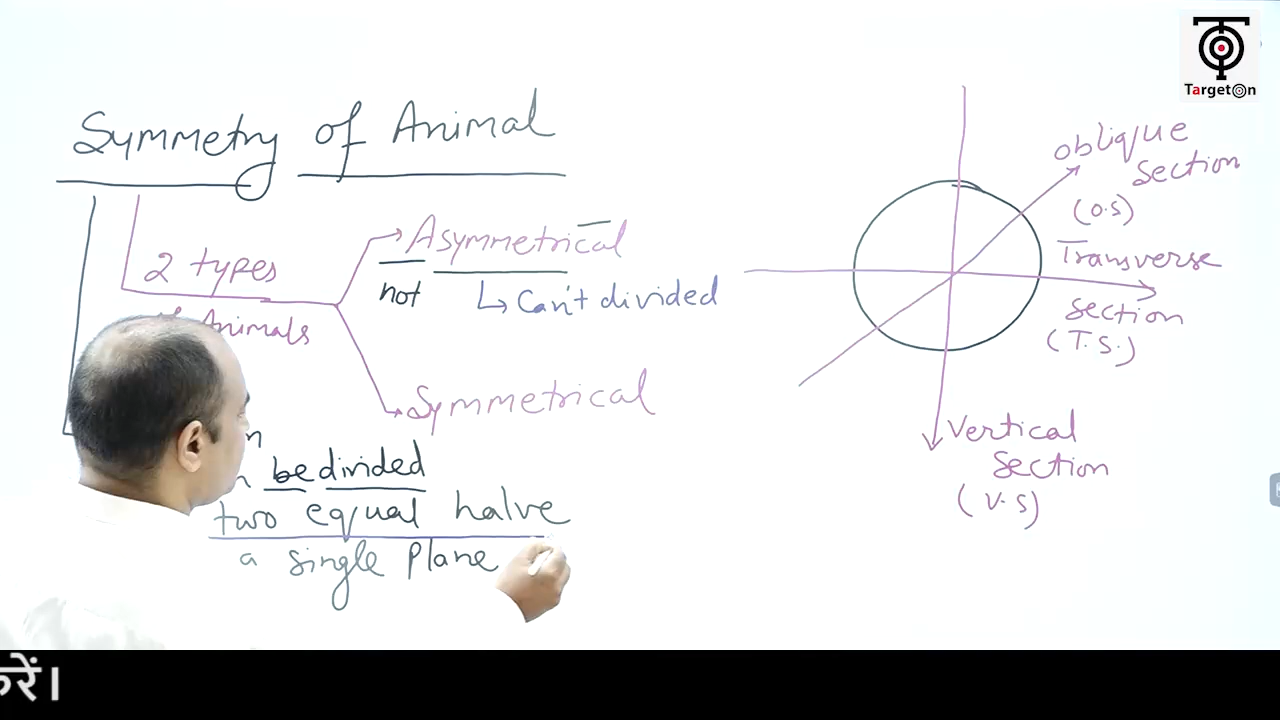 TargetOn
Symmetry of Animal
2 types
Animals
Asymmetrical
not
↳ Can't divided
Symmetrical
be divided
two equal halve
a single plane
oblique
section
(O.S)
Transverse
section
(T.S.)
Vertical
section
(V.S)
करें।